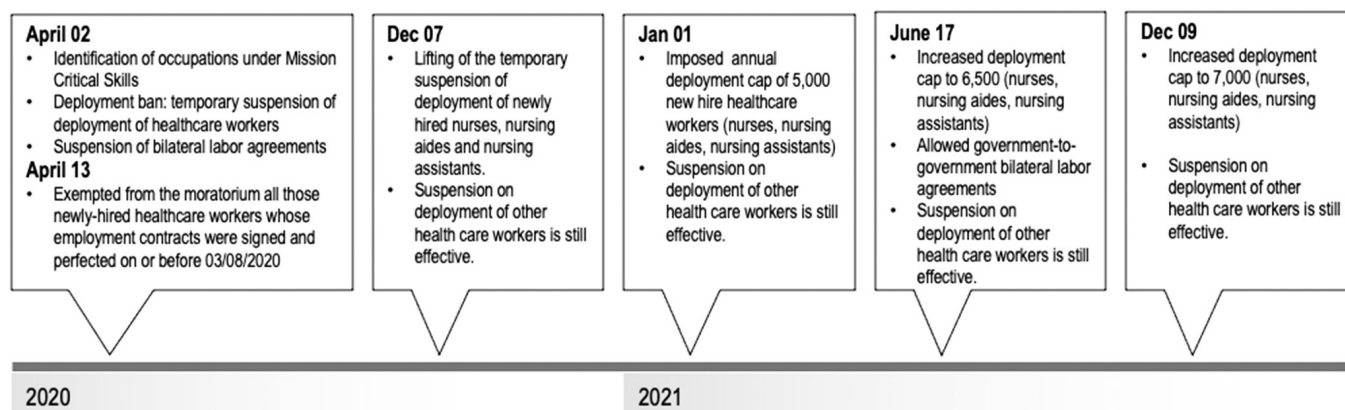 April 02
• Identification of occupations under Mission
Critical Skills
• Deployment ban: temporary suspension of
deployment of healthcare workers
• Suspension of bilateral labor agreements
April 13
• Exempted from the moratorium all those
newly-hired healthcare workers whose
employment contracts were signed and
perfected on or before 03/08/2020
Dec 07
• Lifting of the temporary
suspension of
deployment of newly
hired nurses, nursing
aides and nursing
assistants.
• Suspension on
deployment of other
health care workers is still
effective.
Jan 01
• Imposed annual
deployment cap of 5,000
new hire healthcare
workers (nurses, nursing
aides, nursing assistants)
• Suspension on
deployment of other
health care workers is still
effective.
June 17
• Increased deployment
cap to 6,500 (nurses,
nursing aides, nursing
assistants)
• Allowed government-to-
government bilateral labor
agreements
• Suspension on
deployment of other
health care workers is still
effective.
Dec 09
• Increased deployment
cap to 7,000 (nurses,
nursing aides, nursing
assistants)
• Suspension on
deployment of other
health care workers is still
effective.
2020
2021